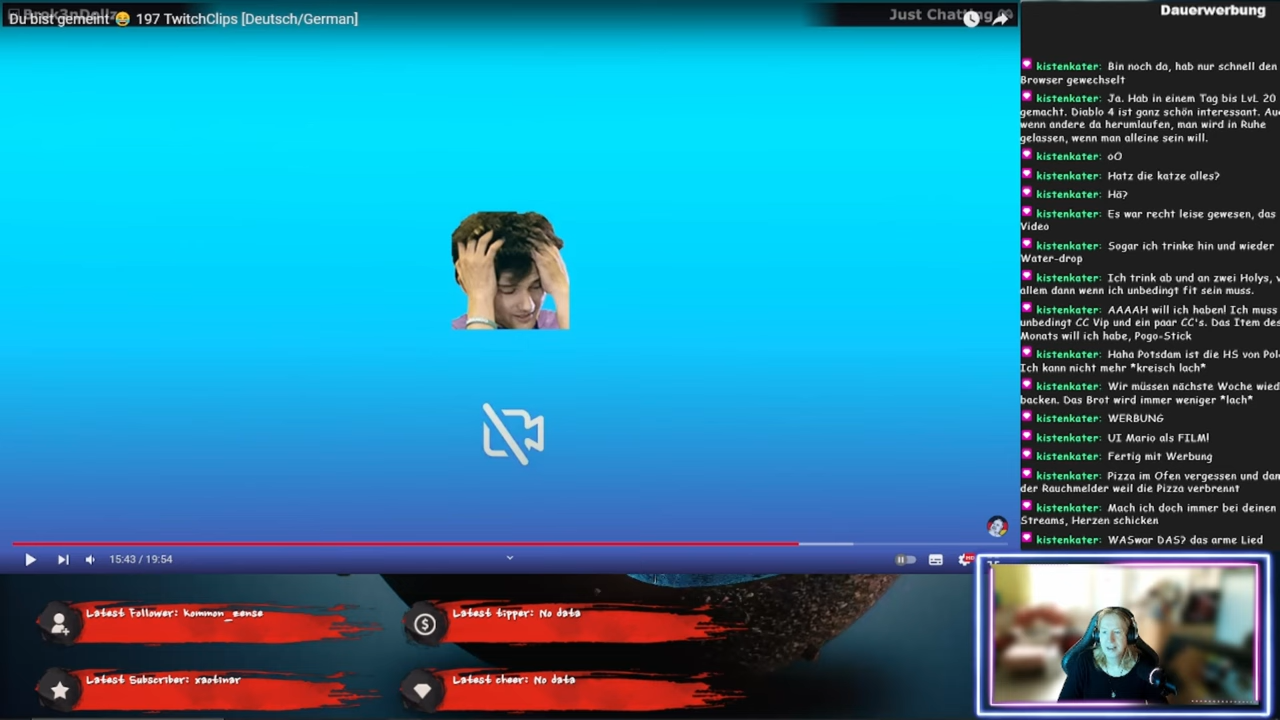 Du bist gemeint 😂 197 TwitchClips [Deutsch/German]
Just Chatting
Dauerwerbung
kistenkater: Bin noch da, hab nur schnell den
Browser gewechselt
kistenkater: Ja. Hab in einem Tag bis LvL 20
gemacht. Diablo 4 ist ganz schön interessant.
wenn andere da herumlaufen, man wird in Ruhe
gelassen, wenn man alleine sein will.
kistenkater: oO
kistenkater: Hatz die katze alles?
kistenkater: Hä?
kistenkater: Es war recht leise gewesen, das
Video
kistenkater: Sogar ich trinke hin und wieder
Water-drop
kistenkater: Ich trink ab und an zwei Holys,
allem dann wenn ich unbedingt fit sein muss.
kistenkater: AAAAH will ich haben! Ich muss
unbedingt CC Vip und ein paar CC's. Das Item des
Monats will ich habe, Pogo-Stick
kistenkater: Haha Potsdam ist die HS von
Ich kann nicht mehr *kreisch lach*
kistenkater: Wir müssen nächste Woche
backen. Das Brot wird immer weniger *lach*
kistenkater: WERBUNG
kistenkater: UI Mario als FILM!
kistenkater: Fertig mit Werbung
kistenkater: Pizza im Ofen vergessen und
der Rauchmelder weil die Pizza verbrennt
kistenkater: Mach ich doch immer bei deinen
Streams, Herzen schicken
kistenkater: WASwar DAS? das arme Lied
15:43 / 19:54
Latest Follower: Kommon_zense
Latest tipper: No data
Latest Subscriber: xaotinar
Latest cheer: No data